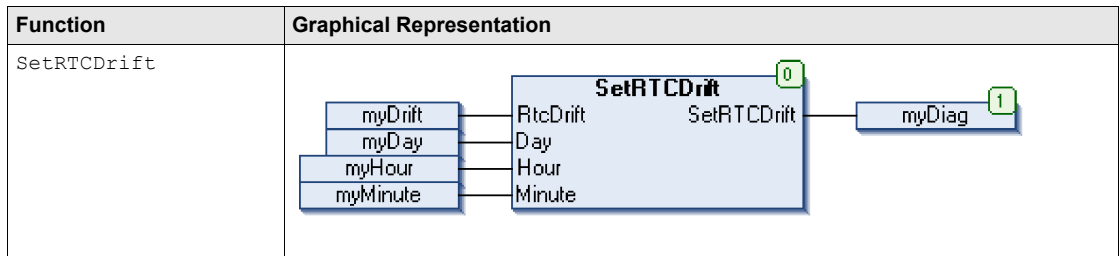 Function Graphical Representation
SetRTCDrift
0
SetRTCDrift
myDrift RtcDrift SetRTCDrift myDiag 1
myDay Day
myHour Hour
myMinute Minute